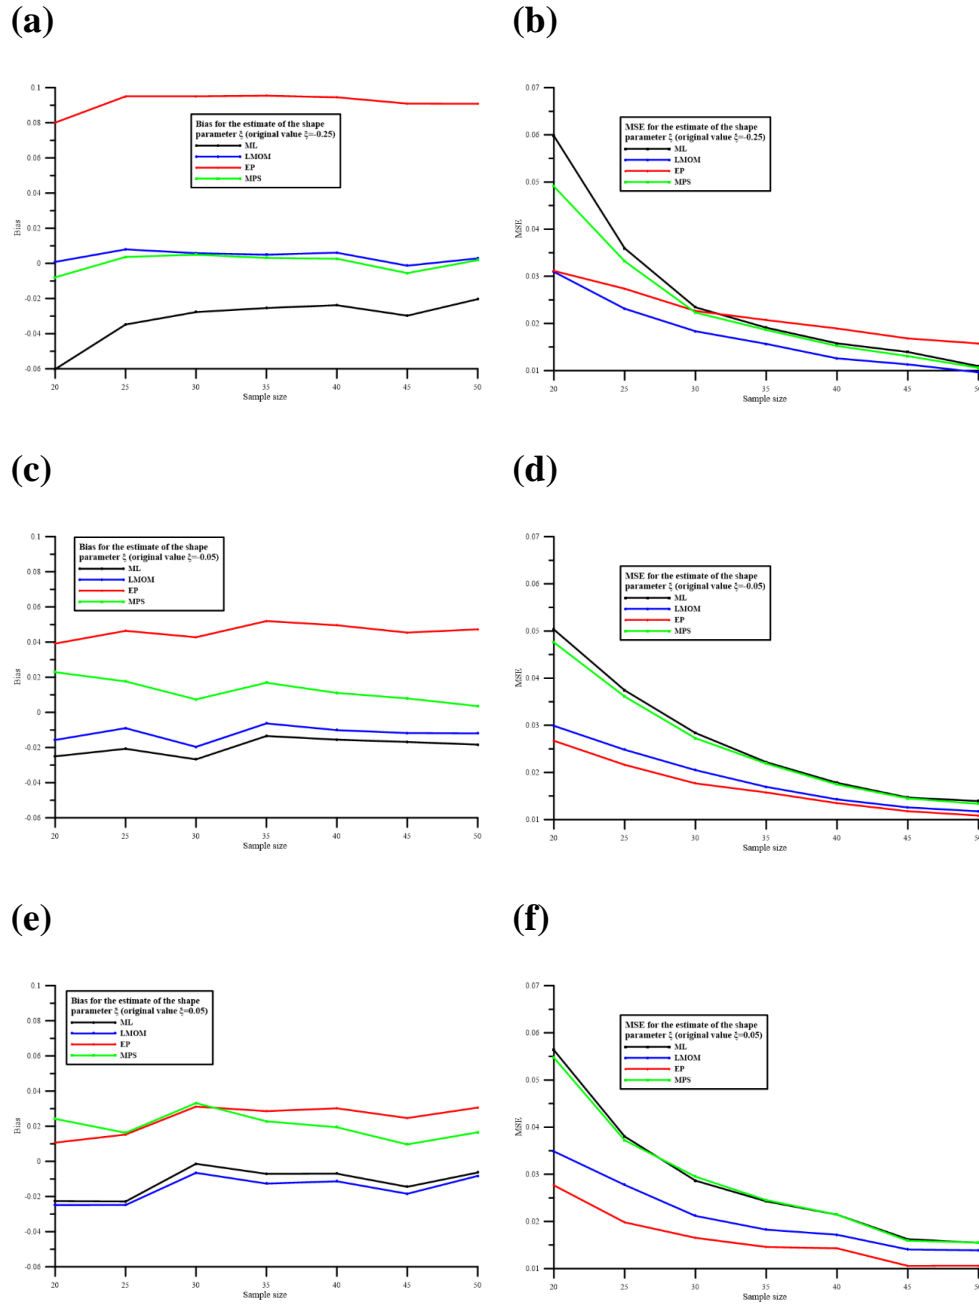 (a)
0.1
0.08
0.06
0.04
0.02
0
-0.02
-0.04
-0.06
Bias
Bias for the estimate of the shape
parameter ξ (original value ξ=-0.25)
ML
LMOM
EP
MPS
20 25 30 35 40 45 50
Sample size
(b)
0.07
0.06
0.05
0.04
0.03
0.02
0.01
MSE
MSE for the estimate of the shape
parameter ξ (original value ξ=-0.25)
ML
LMOM
EP
MPS
20 25 30 35 40 45 50
Sample size
(c)
0.1
0.08
0.06
0.04
0.02
0
-0.02
-0.04
-0.06
Bias
Bias for the estimate of the shape
parameter ξ (original value ξ=-0.05)
ML
LMOM
EP
MPS
20 25 30 35 40 45 50
Sample size
(d)
0.07
0.06
0.05
0.04
0.03
0.02
0.01
MSE
MSE for the estimate of the shape
parameter ξ (original value ξ=-0.05)
ML
LMOM
EP
MPS
20 25 30 35 40 45 50
Sample size
(e)
0.1
0.08
0.06
0.04
0.02
0
-0.02
-0.04
-0.06
Bias
Bias for the estimate of the shape
parameter ξ (original value ξ=0.05)
ML
LMOM
EP
MPS
20 25 30 35 40 45 50
Sample size
(f)
0.07
0.06
0.05
0.04
0.03
0.02
0.01
MSE
MSE for the estimate of the shape
parameter ξ (original value ξ=0.05)
ML
LMOM
EP
MPS
20 25 30 35 40 45 50
Sample size